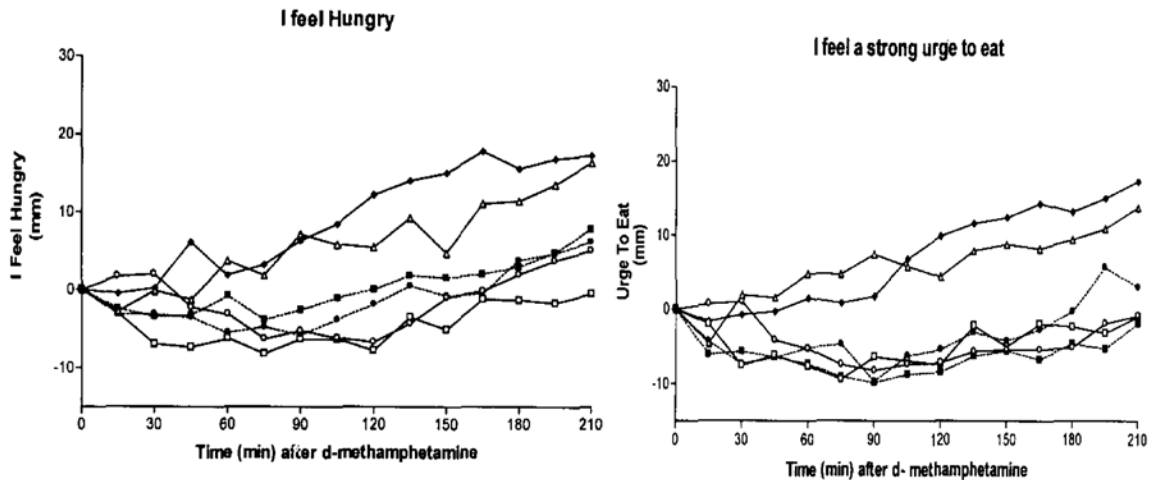 I feel Hungry
30
20
10
0
-10
I Feel Hungry
(mm)
0 30 60 90 120 150 180 210
Time (min) after d-methamphetamine
I feel a strong urge to eat
30
20
10
0
-10
Urge To Eat
(mm)
0 30 60 90 120 150 180 210
Time (min) after d- methamphetamine